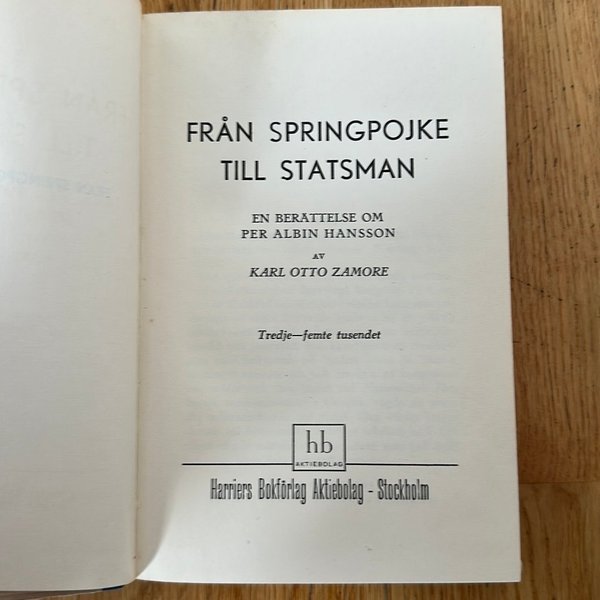 FRÅN SPRINGPOJKE
TILL STATSMAN
EN BERÄTTELSE OM
PER ALBIN HANSSON
AV
KARL OTTO ZAMORE
Tredje—femte tusendet
hb
AKTIEBOLAG
Harriers Bokförlag Aktiebolag - Stockholm